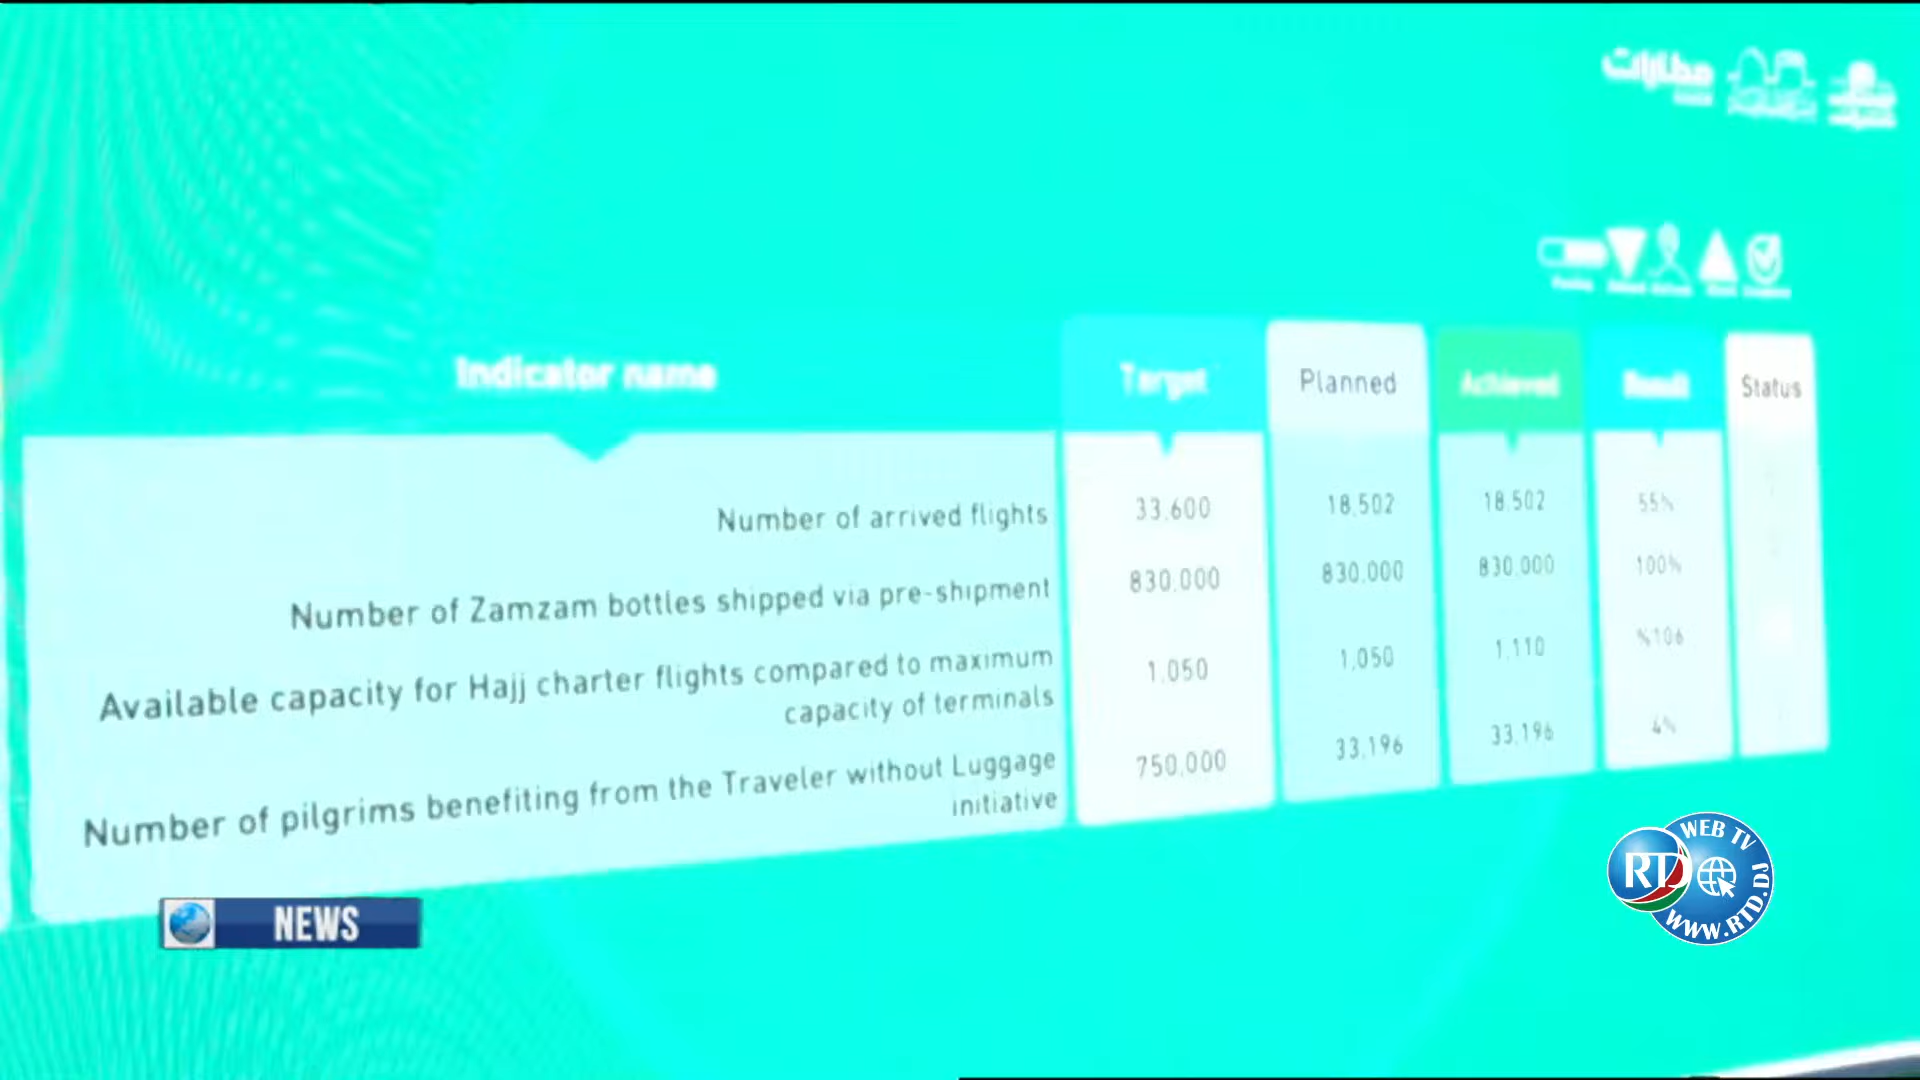 مطارات
Indicator name Target Planned Achieved Result Status
Number of arrived flights 33,600 18,502 18,502 55%
Number of Zamzam bottles shipped via pre-shipment 830,000 830,000 830,000 100%
Available capacity for Hajj charter flights compared to maximum
capacity of terminals 1,050 1,050 1,110 %106
Number of pilgrims benefiting from the Traveler without Luggage
initiative 750,000 33,196 33,196 4%
NEWS
WEB TV
RTD
WWW.RTD.DJ